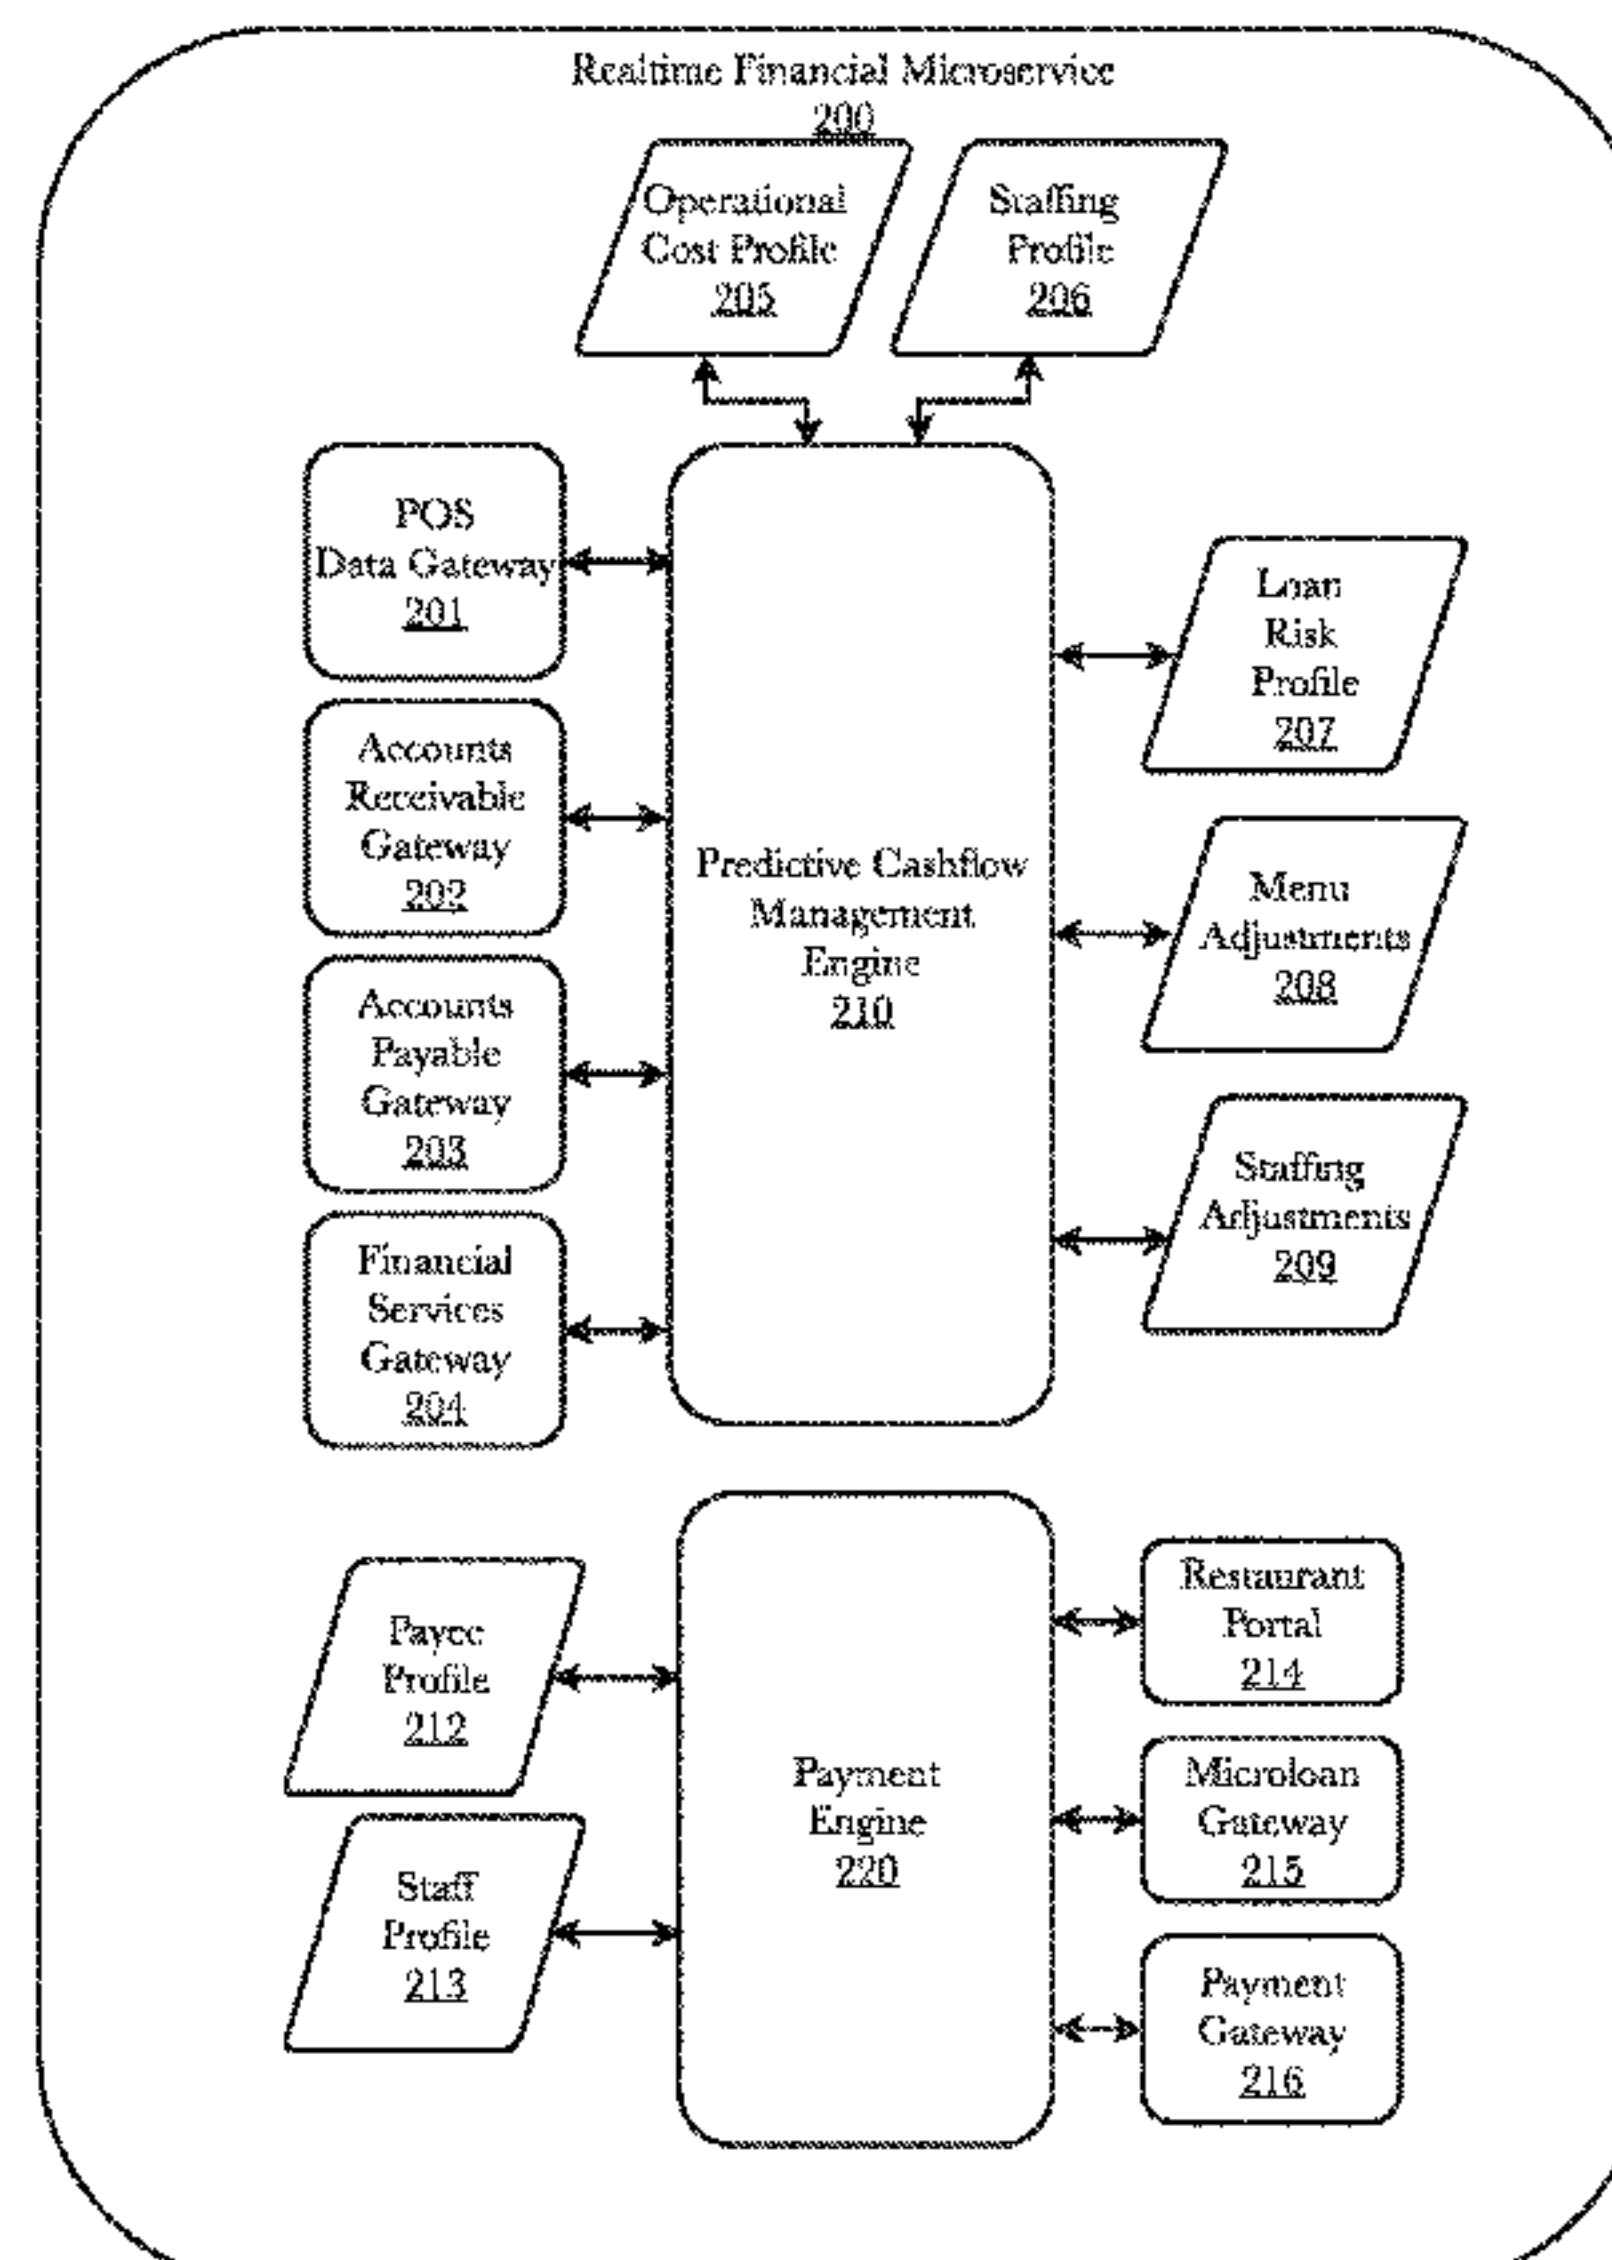 Realtime Financial Microservice
200
Operational
Cost Profile
205
Staffing
Profile
206
POS
Data Gateway
201
Accounts
Receivable
Gateway
202
Accounts
Payable
Gateway
203
Financial
Services
Gateway
204
Predictive Cashflow
Management
Engine
210
Loan
Risk
Profile
207
Menu
Adjustments
208
Staffing
Adjustments
209
Payee
Profile
212
Staff
Profile
213
Payment
Engine
220
Restaurant
Portal
214
Microloan
Gateway
215
Payment
Gateway
216